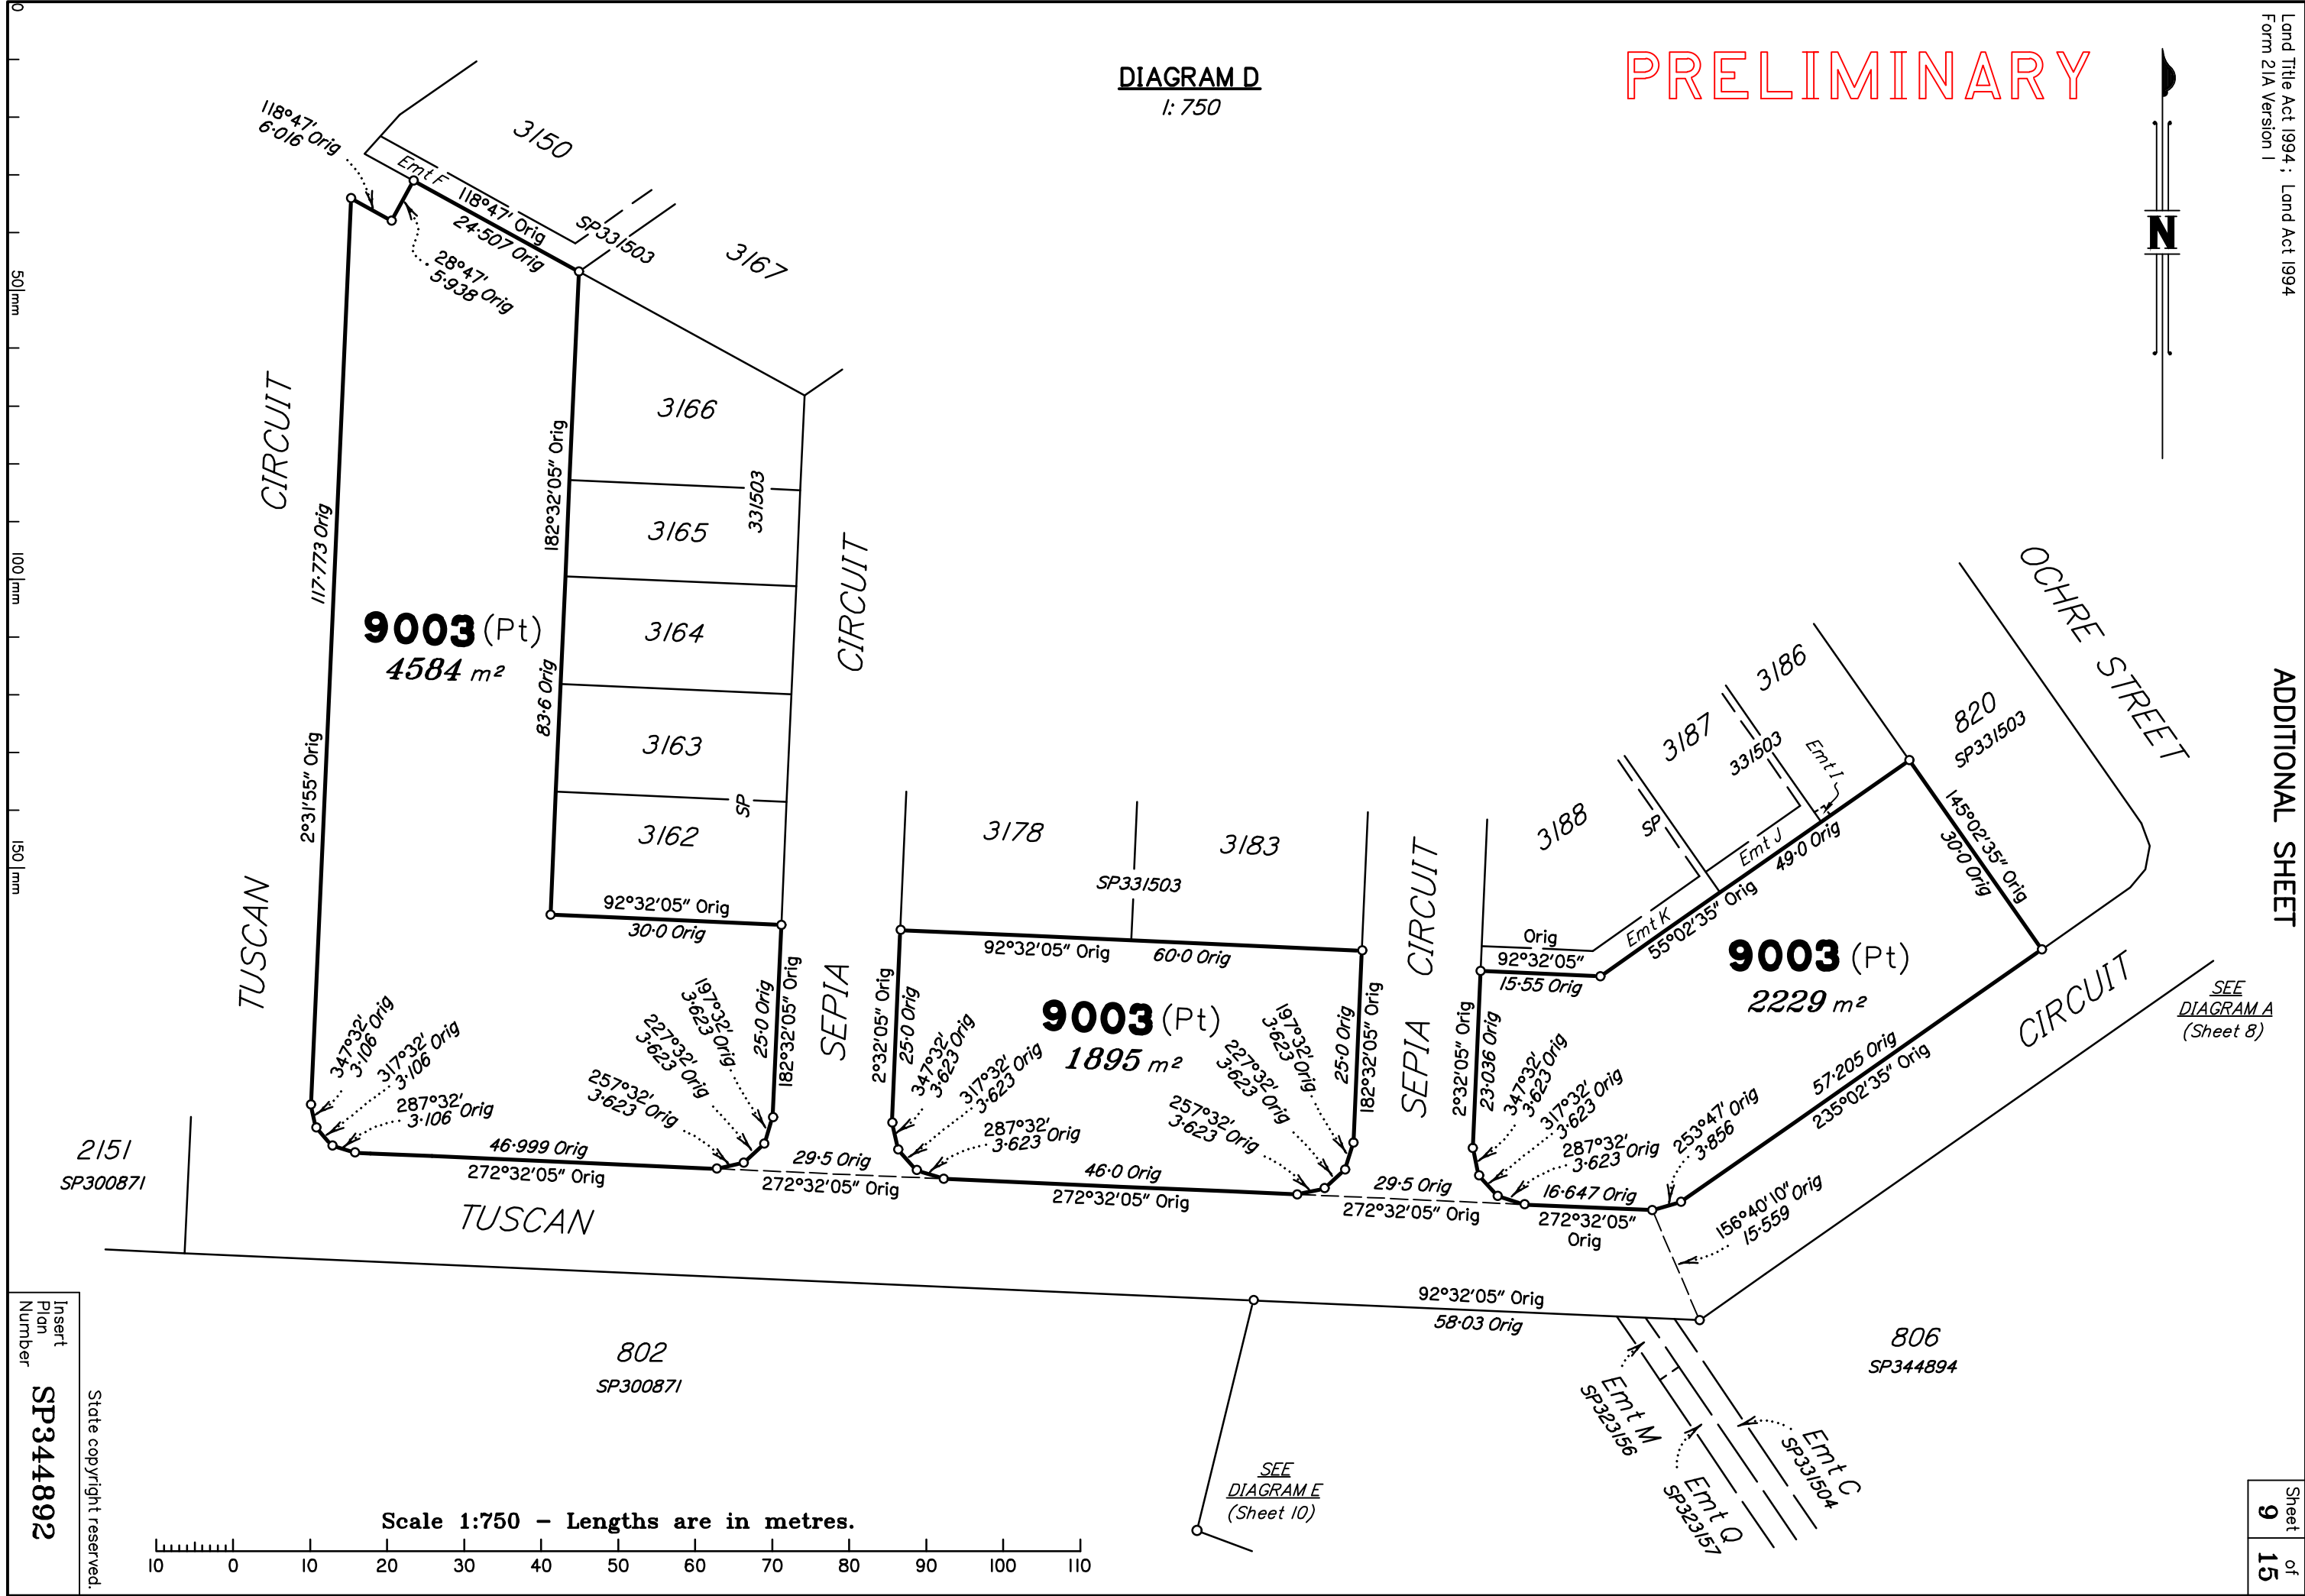 Land Title Act 1994 ; Land Act 1994
Form 21A Version 1
PRELIMINARY
DIAGRAM D
1:750
N
ADDITIONAL SHEET
Sheet 9 of 15
0
50 mm
100 mm
150 mm
118°47' Orig
6·016
3150
Emt F
118°47' Orig
24·507 Orig
SP331503
28°47'
5·938 Orig
3167
CIRCUIT
TUSCAN
117·773 Orig
2°31'55" Orig
9003 (Pt)
4584 m²
182°32'05" Orig
83·6 Orig
3166
331503
3165
3164
3163
SP
3162
92°32'05" Orig
30·0 Orig
CIRCUIT
SEPIA
25·0 Orig
182°32'05" Orig
197°32'
3·623 Orig
227°32'
3·623 Orig
257°32' Orig
3·623
347°32'
3·106 Orig
317°32' Orig
3·106
287°32' Orig
3·106
46·999 Orig
272°32'05" Orig
29·5 Orig
272°32'05" Orig
3178
3183
SP331503
92°32'05" Orig
60·0 Orig
2°32'05" Orig
25·0 Orig
347°32'
3·623 Orig
317°32' Orig
3·623
287°32' Orig
3·623
9003 (Pt)
1895 m²
197°32'
3·623 Orig
227°32'
3·623 Orig
257°32' Orig
3·623
25·0 Orig
182°32'05" Orig
46·0 Orig
272°32'05" Orig
29·5 Orig
272°32'05" Orig
SEPIA CIRCUIT
2°32'05" Orig
23·036 Orig
347°32'
3·623 Orig
317°32' Orig
3·623
287°32'
3·623 Orig
16·647 Orig
272°32'05"
Orig
Orig
92°32'05"
15·55 Orig
3188
SP
3187
331503
3186
Emt I
Emt J
Emt K
49·0 Orig
55°02'35" Orig
820
SP331503
OCHRE STREET
145°02'35" Orig
30·0 Orig
9003 (Pt)
2229 m²
57·205 Orig
235°02'35" Orig
253°47' Orig
3·856
156°40'10" Orig
15·559
CIRCUIT
SEE
DIAGRAM A
(Sheet 8)
2151
SP300871
TUSCAN
92°32'05" Orig
58·03 Orig
802
SP300871
806
SP344894
Emt M
SP323156
Emt C
SP331504
Emt Q
SP323157
SEE
DIAGRAM E
(Sheet 10)
Scale 1:750 – Lengths are in metres.
10 0 10 20 30 40 50 60 70 80 90 100 110
State copyright reserved.
Insert
Plan
Number
SP344892